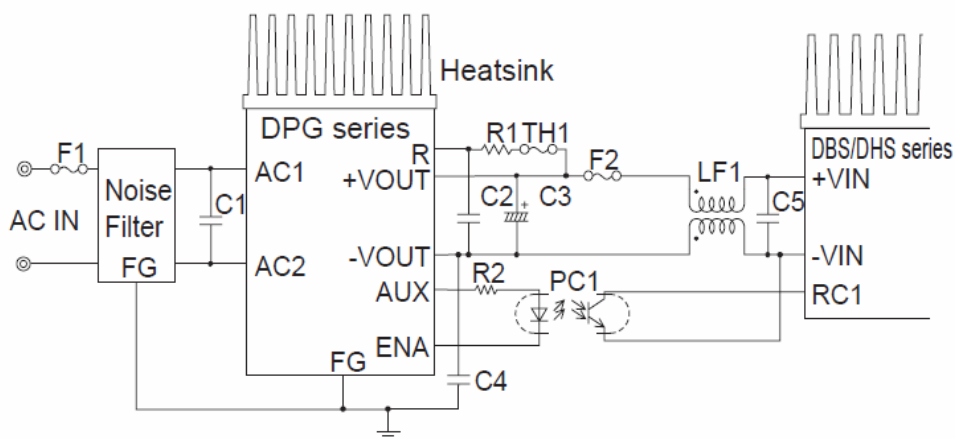 Heatsink
DPG series
R
R1
TH1
F1
AC1
+VOUT
F2
LF1
DBS/DHS series
+VIN
Noise
Filter
C1
C2
C3
C5
AC IN
FG
AC2
-VOUT
-VIN
AUX
R2
PC1
RC1
ENA
FG
C4
+